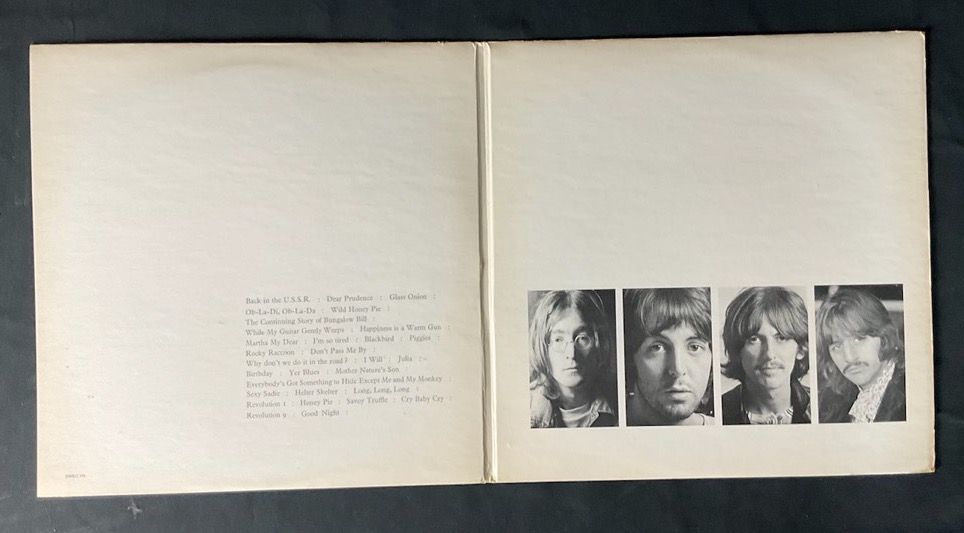 Back in the U.S.S.R. : Dear Prudence : Glass Onion :
Ob-La-Di, Ob-La-Da : Wild Honey Pie :
The Continuing Story of Bungalow Bill :
While My Guitar Gently Weeps : Happiness is a Warm Gun :
Martha My Dear : I'm so tired : Blackbird : Piggies :
Rocky Raccoon : Don't Pass Me By :
Why don't we do it in the road? : I Will : Julia :–
Birthday : Yer Blues : Mother Nature's Son :
Everybody's Got Something to Hide Except Me and My Monkey :
Sexy Sadie : Helter Skelter : Long, Long, Long :
Revolution 1 : Honey Pie : Savoy Truffle : Cry Baby Cry :
Revolution 9 : Good Night :